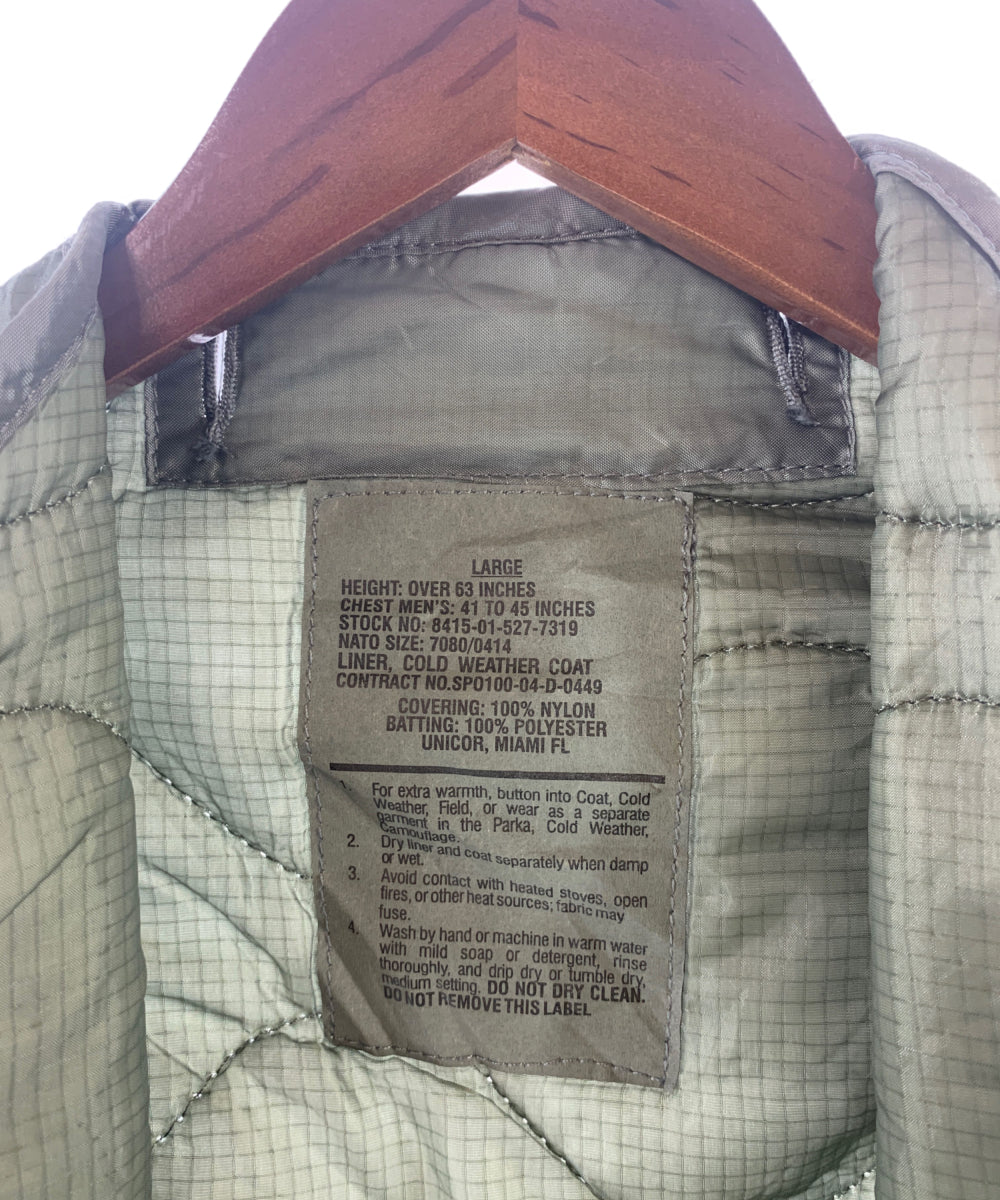 LARGE
HEIGHT: OVER 63 INCHES
CHEST MEN'S: 41 TO 45 INCHES
STOCK NO: 8415-01-527-7319
NATO SIZE: 7080/0414
LINER, COLD WEATHER COAT
CONTRACT NO.SPO100-04-D-0449
COVERING: 100% NYLON
BATTING: 100% POLYESTER
UNICOR, MIAMI FL
1. For extra warmth, button into Coat, Cold
Weather, Field, or wear as a separate
garment in the Parka, Cold Weather,
Camouflage.
2. Dry liner and coat separately when damp
or wet.
3. Avoid contact with heated stoves, open
fires, or other heat sources; fabric may
fuse.
4. Wash by hand or machine in warm water
with mild soap or detergent, rinse
thoroughly, and drip dry or tumble dry,
medium setting. DO NOT DRY CLEAN.
DO NOT REMOVE THIS LABEL